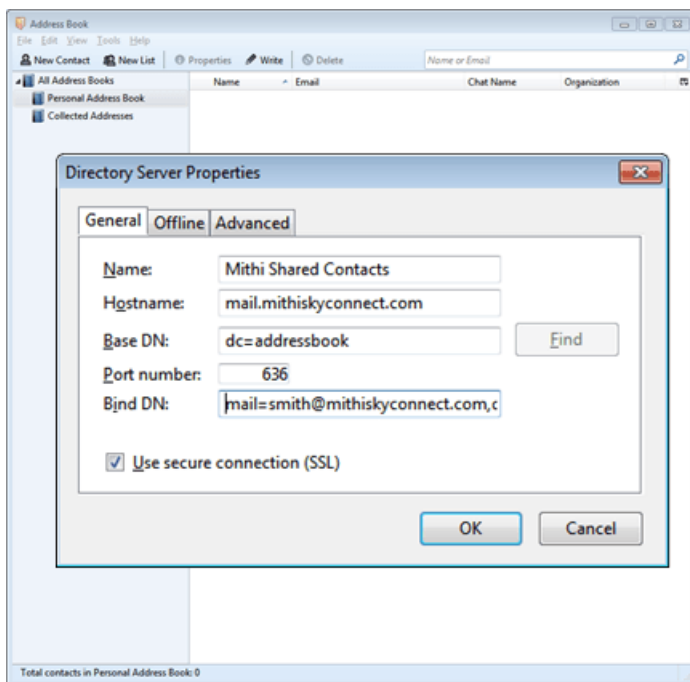 Address Book
File Edit View Tools Help
New Contact New List Properties Write Delete Name or Email
All Address Books Name Email Chat Name Organization
Personal Address Book
Collected Addresses
Directory Server Properties
General Offline Advanced
Name: Mithi Shared Contacts
Hostname: mail.mithiskyconnect.com
Base DN: dc=addressbook Find
Port number: 636
Bind DN: mail=smith@mithiskyconnect.com,c
Use secure connection (SSL)
OK Cancel
Total contacts in Personal Address Book: 0